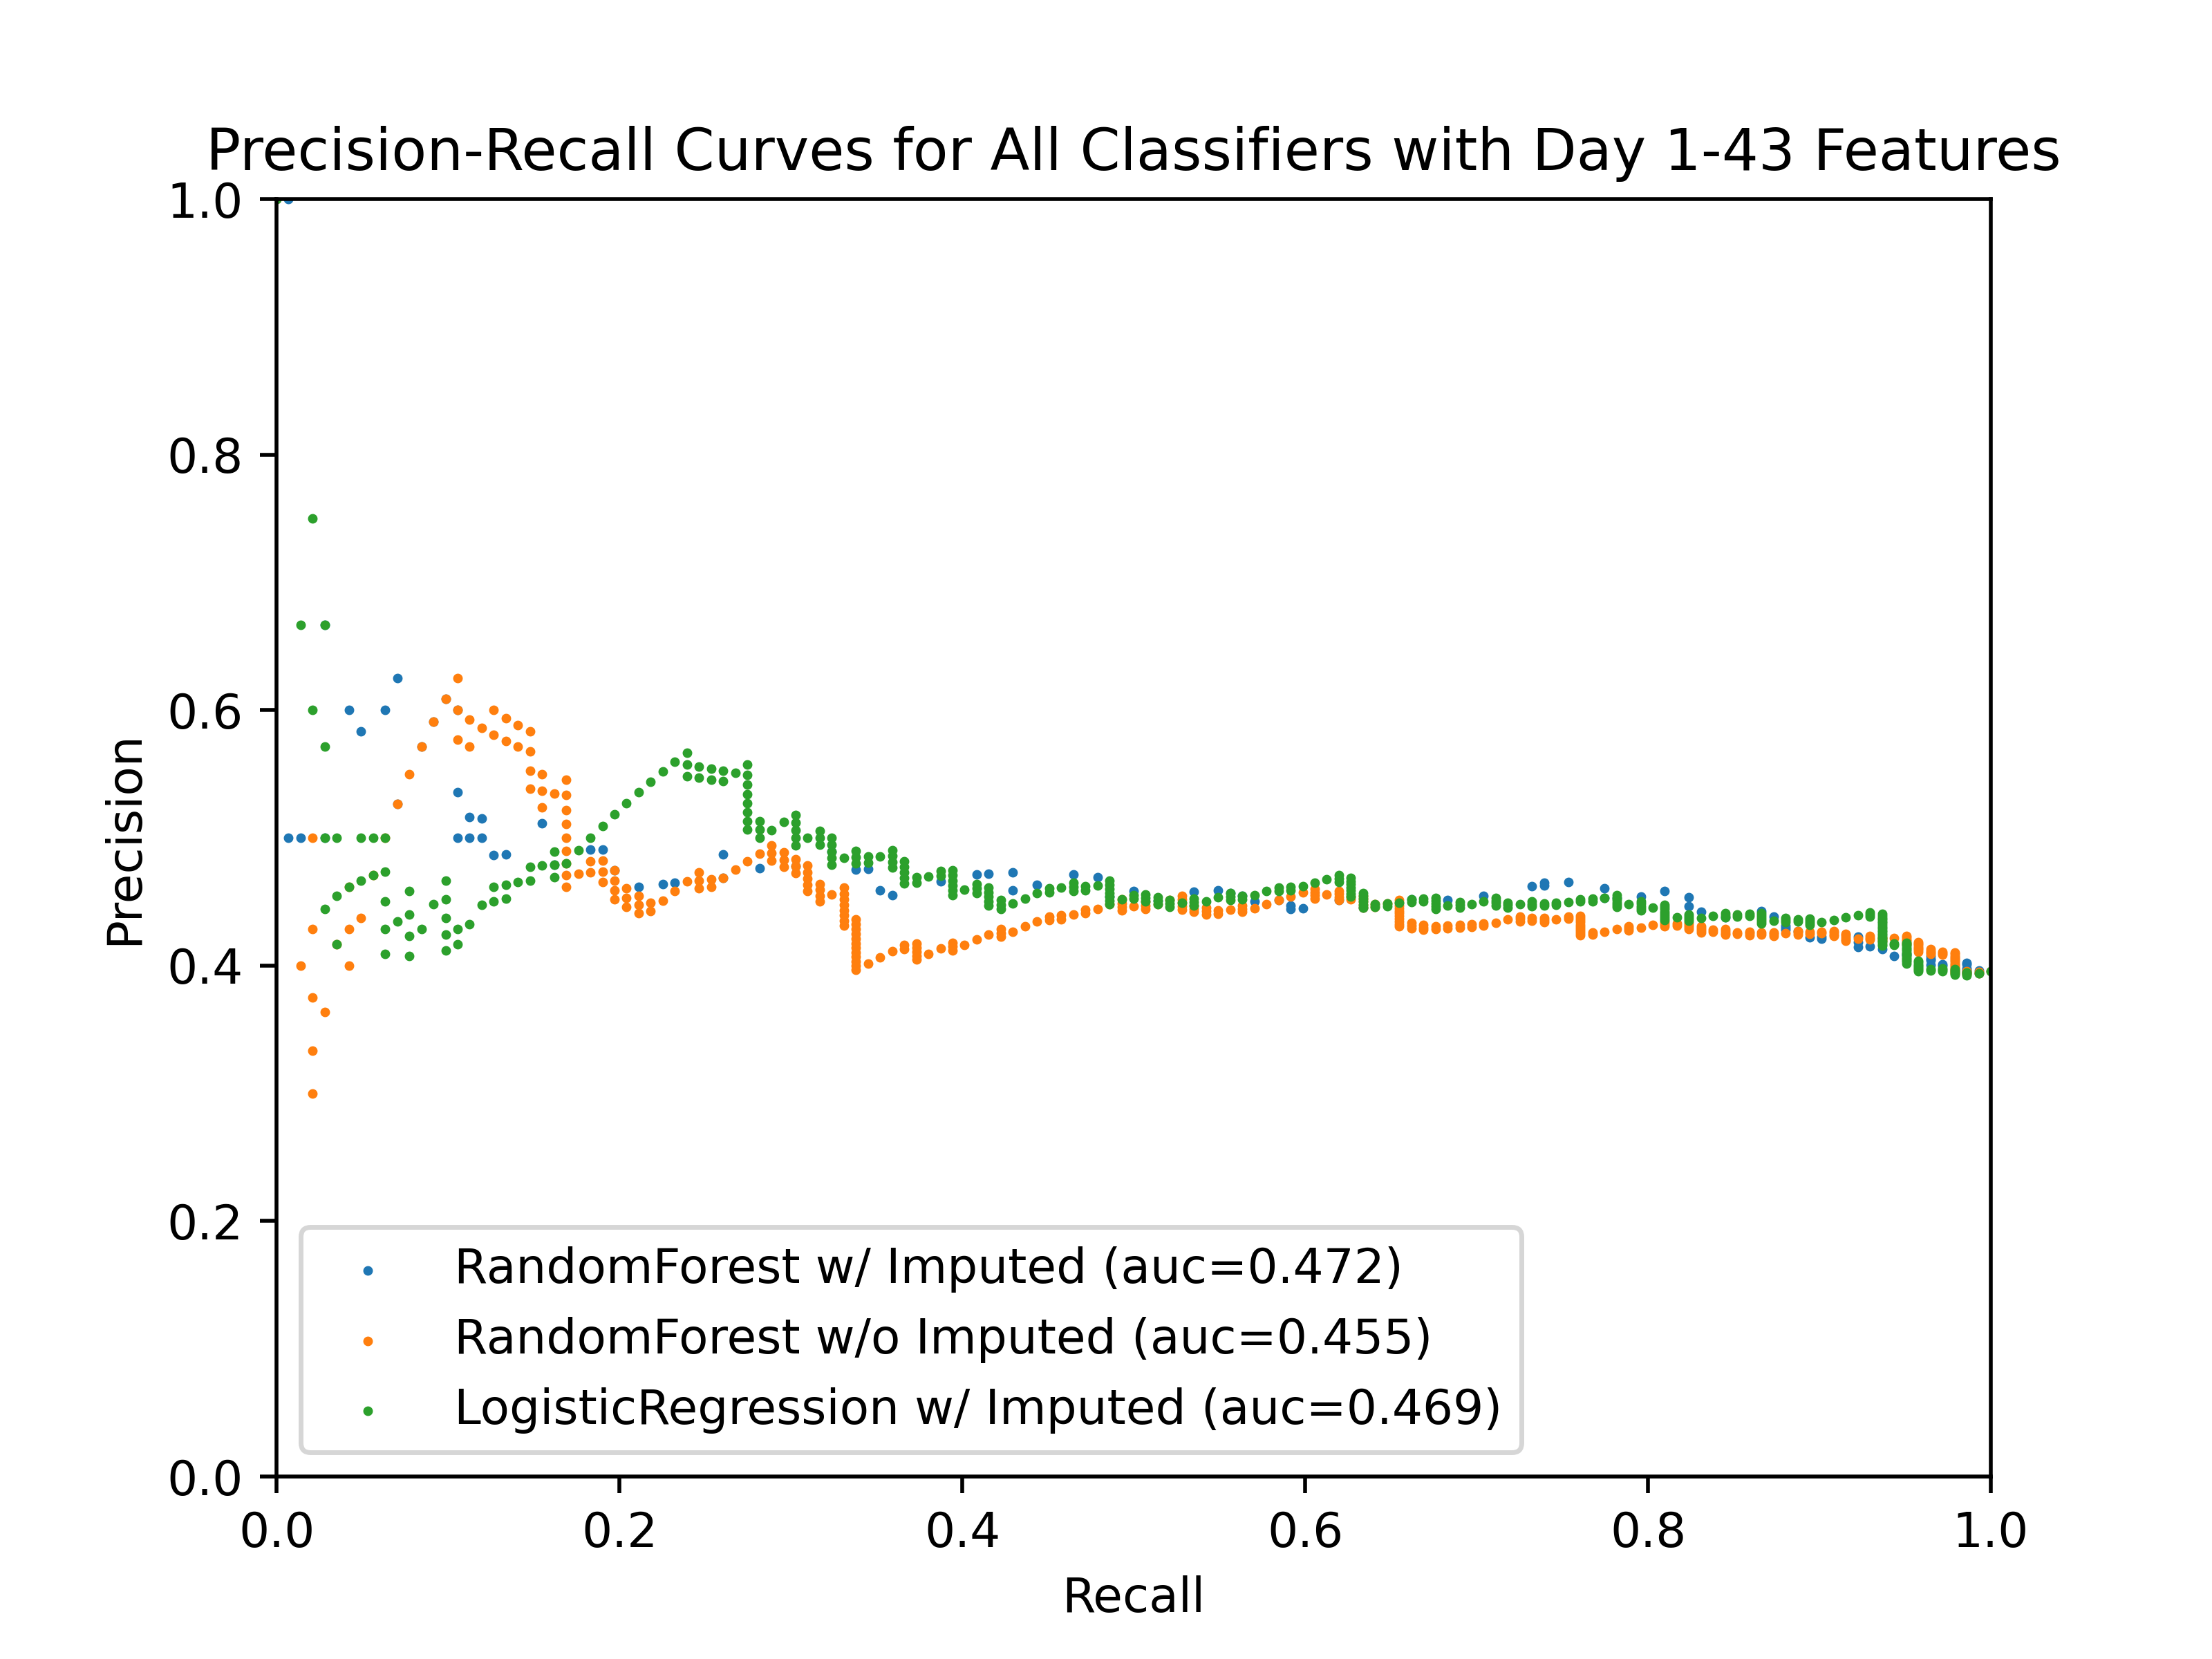 Precision-Recall Curves for All Classifiers with Day 1-43 Features
1.0
0.8
0.6
0.4
0.2
0.0
Precision
RandomForest w/ Imputed (auc=0.472)
RandomForest w/o Imputed (auc=0.455)
LogisticRegression w/ Imputed (auc=0.469)
0.0 0.2 0.4 0.6 0.8 1.0
Recall